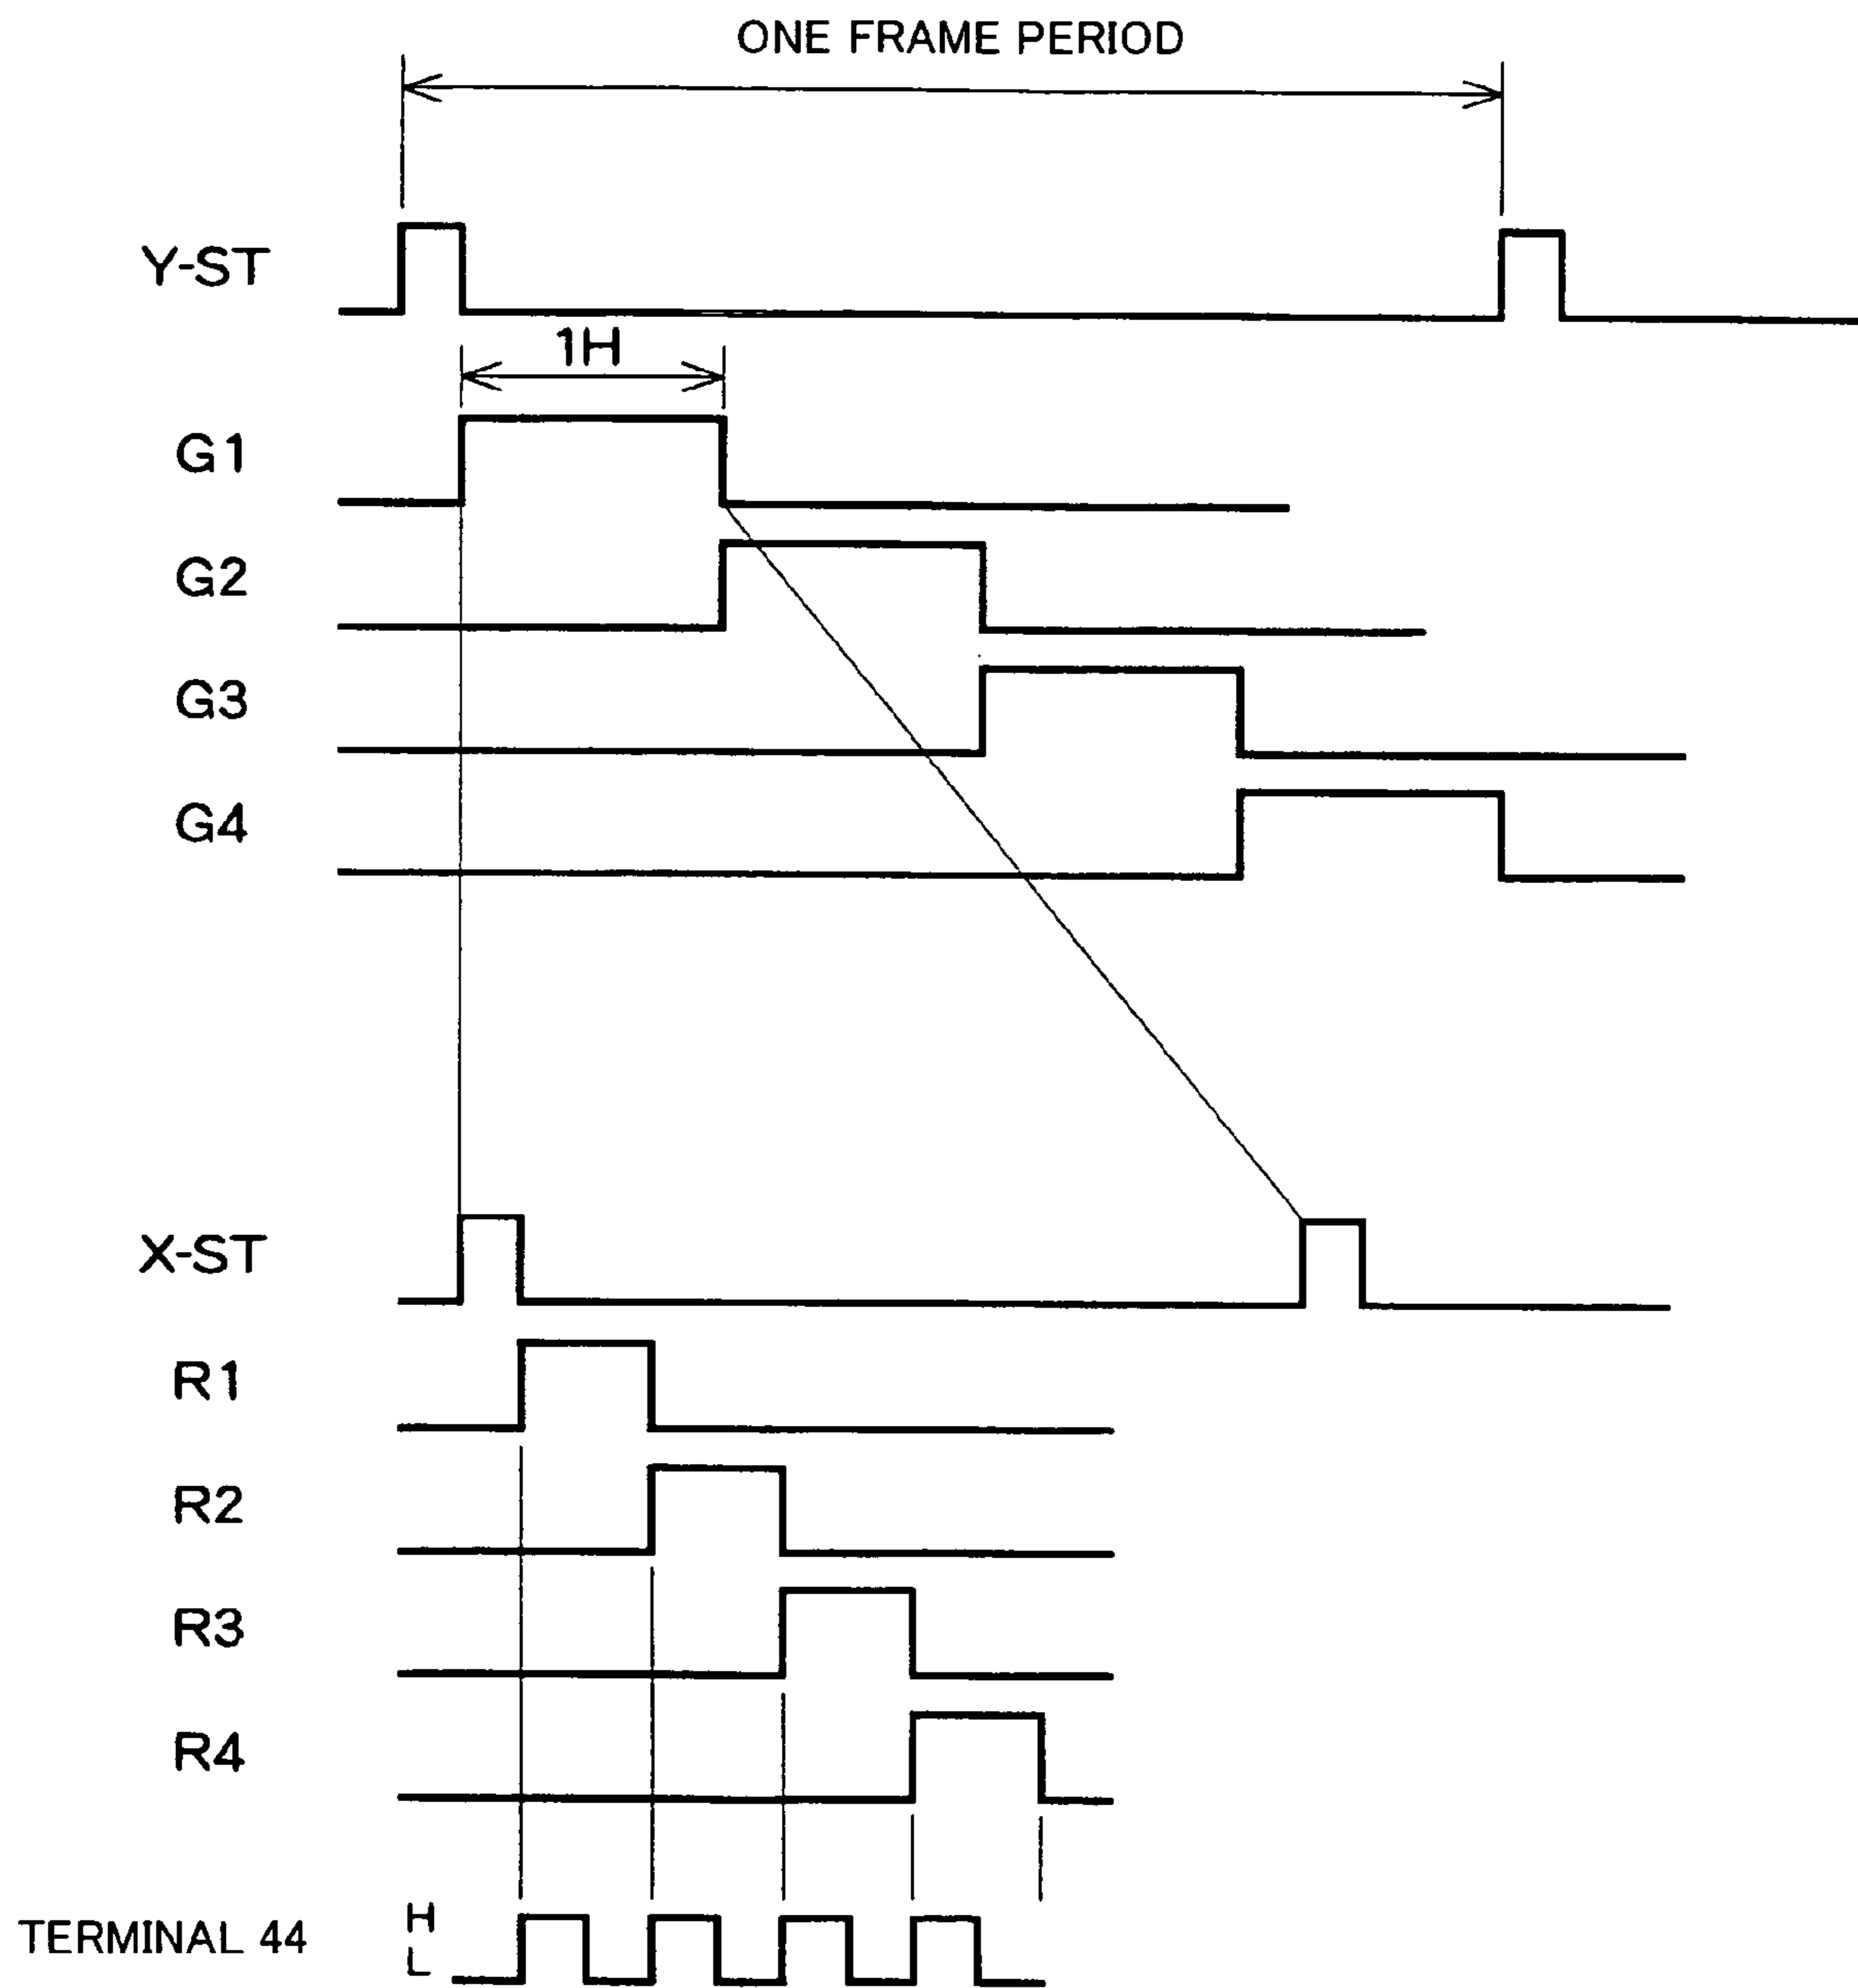 ONE FRAME PERIOD
Y-ST
1H
G1
G2
G3
G4
X-ST
R1
R2
R3
R4
TERMINAL 44
H
L